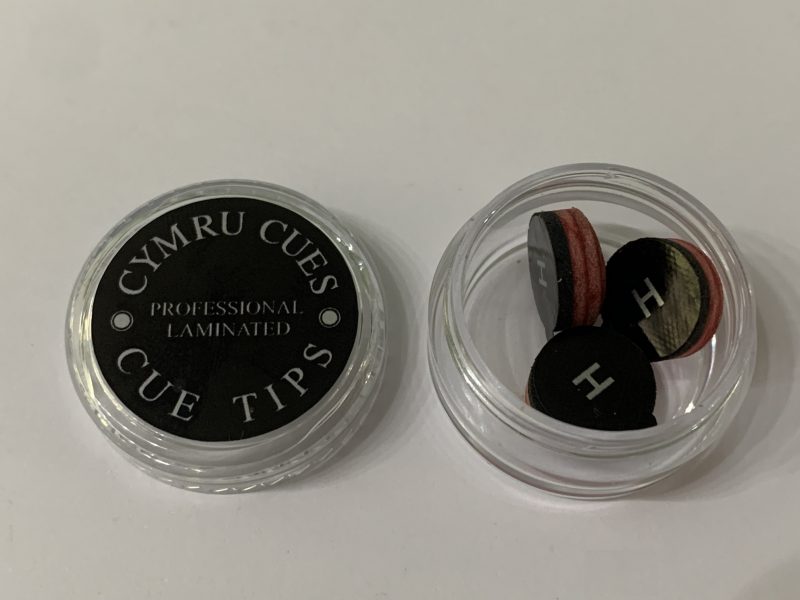 CYMRU CUES
PROFESSIONAL
LAMINATED
CUE TIPS
H
H
H